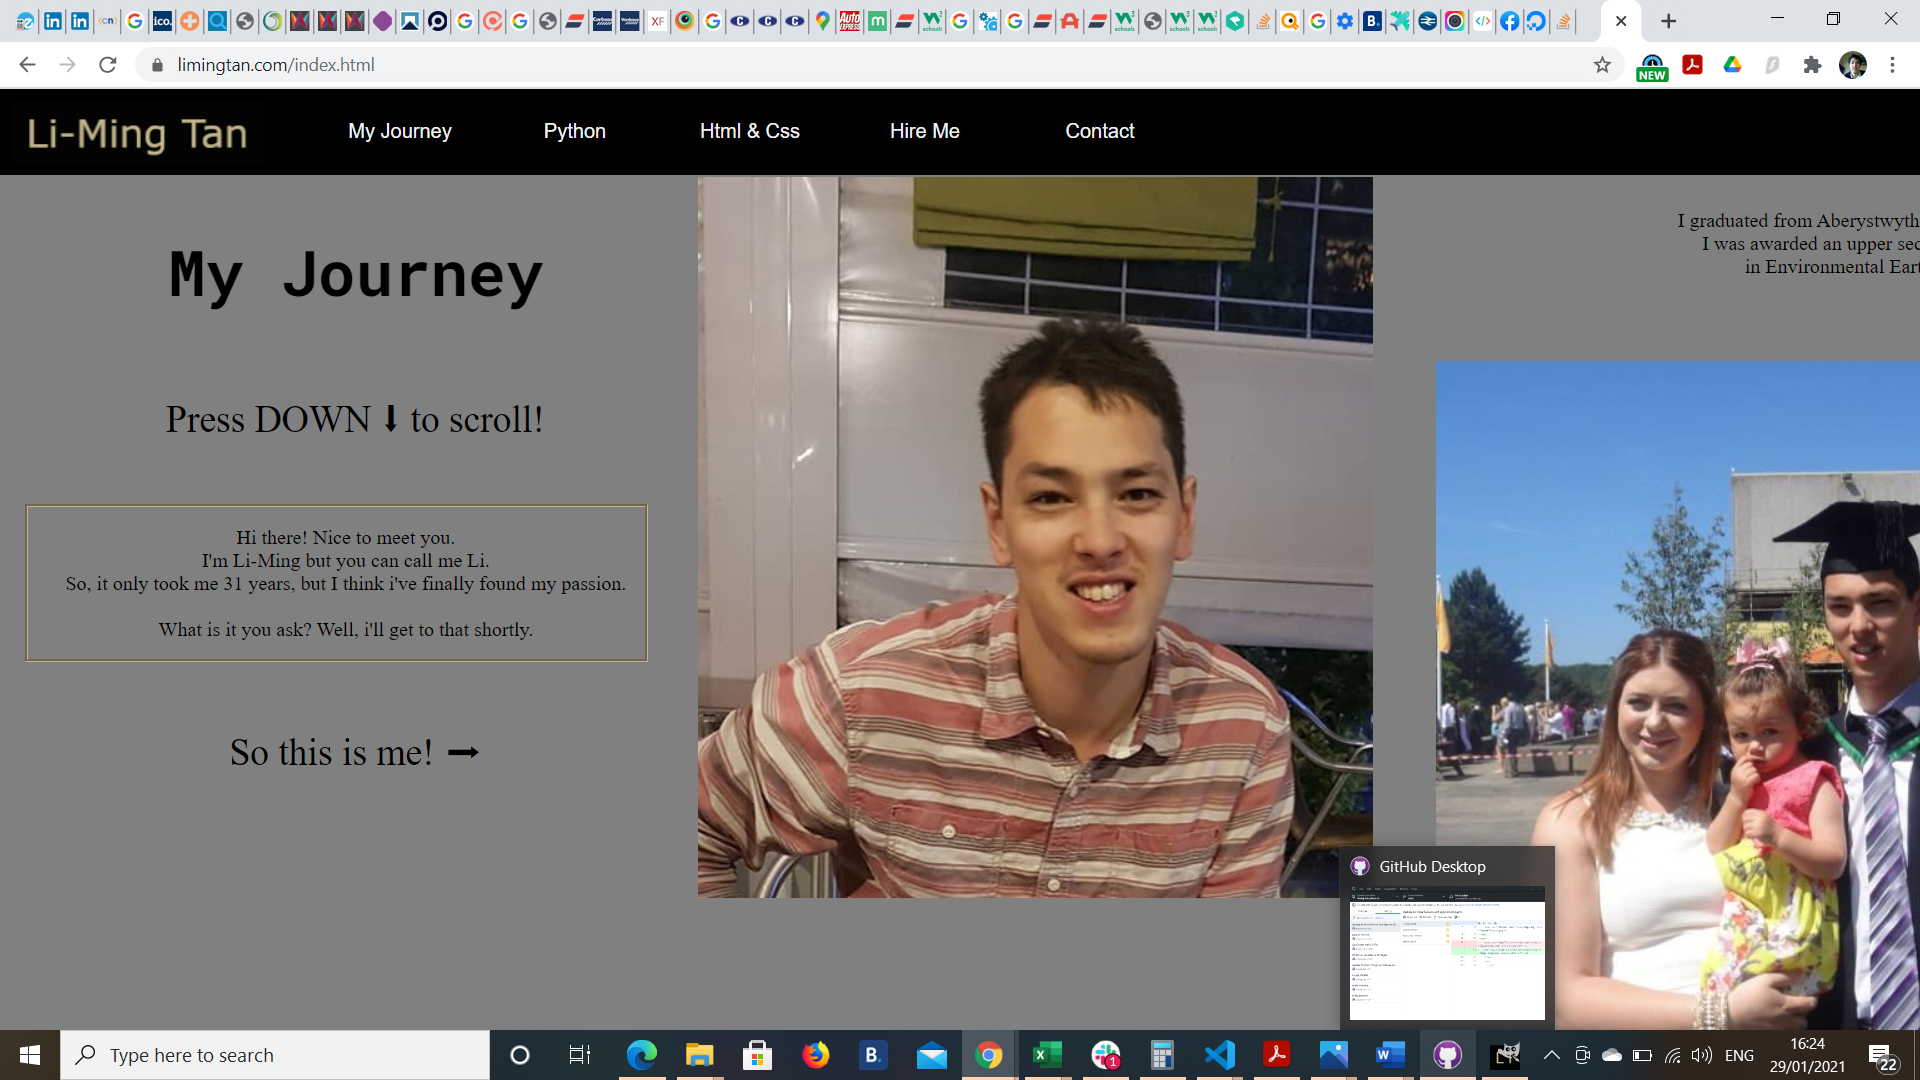 limingtan.com/index.html
NEW
Li-Ming Tan
My Journey
Python
Html & Css
Hire Me
Contact
My Journey
Press DOWN ⬇ to scroll!
Hi there! Nice to meet you.
I'm Li-Ming but you can call me Li.
So, it only took me 31 years, but I think i've finally found my passion.
What is it you ask? Well, i'll get to that shortly.
So this is me! ➞
I graduated from Aberystwyth
I was awarded an upper sec
in Environmental Eart
GitHub Desktop
Type here to search
ENG
16:24
29/01/2021
22